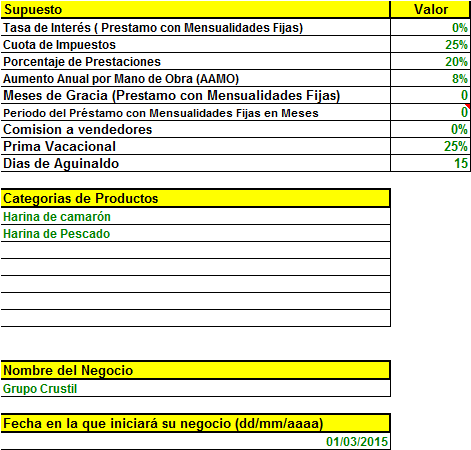 Supuesto Valor
Tasa de Interés ( Prestamo con Mensualidades Fijas) 0%
Cuota de Impuestos 25%
Porcentaje de Prestaciones 20%
Aumento Anual por Mano de Obra (AAMO) 8%
Meses de Gracia (Prestamo con Mensualidades Fijas) 0
Periodo del Préstamo con Mensualidades Fijas en Meses 0
Comision a vendedores 0%
Prima Vacacional 25%
Dias de Aguinaldo 15
Categorias de Productos
Harina de camarón
Harina de Pescado
Nombre del Negocio
Grupo Crustil
Fecha en la que iniciará su negocio (dd/mm/aaaa)
01/03/2015